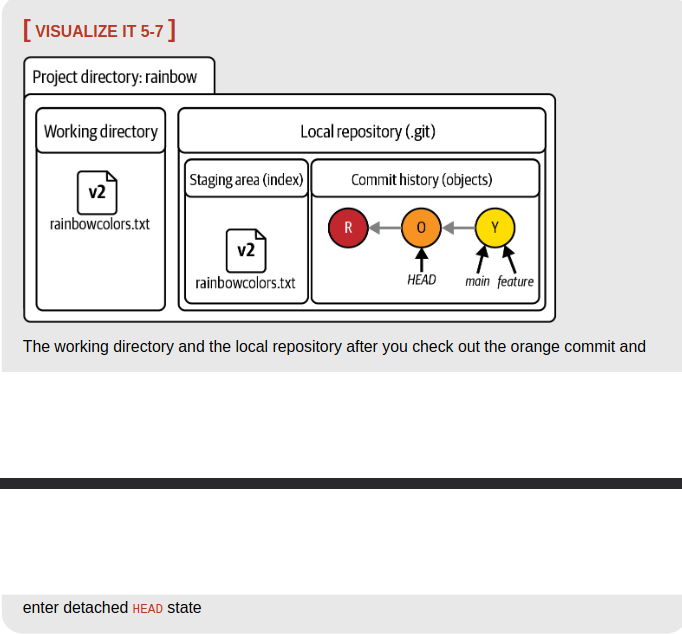 [ VISUALIZE IT 5-7 ]
Project directory: rainbow
Working directory
Local repository (.git)
v2
rainbowcolors.txt
Staging area (index)
Commit history (objects)
v2
rainbowcolors.txt
R
O
Y
HEAD
main
feature
The working directory and the local repository after you check out the orange commit and
enter detached HEAD state